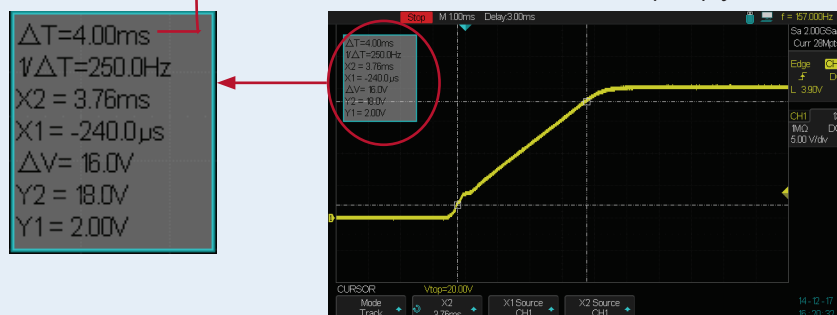 ΔT=4.00ms
1/ΔT=250.0Hz
X2 = 3.76ms
X1 = -240.0μs
ΔV= 16.0V
Y2 = 18.0V
Y1 = 2.00V
Stop M 1.00ms Delay:3.00ms f = 157.000Hz
Sa 2.00GSa
Curr 28Mpt
ΔT=4.00ms
1/ΔT=250.0Hz
X2 = 3.76ms
X1 = -240.0μs
ΔV= 16.0V
Y2 = 18.0V
Y1 = 2.00V
Edge CH
L 3.90V
CH1
1MΩ
5.00 V/div
CURSOR Vtop=20.00V
Mode X2 X1 Source X2 Source
Track 3.76ms CH1 CH1
14-12-17